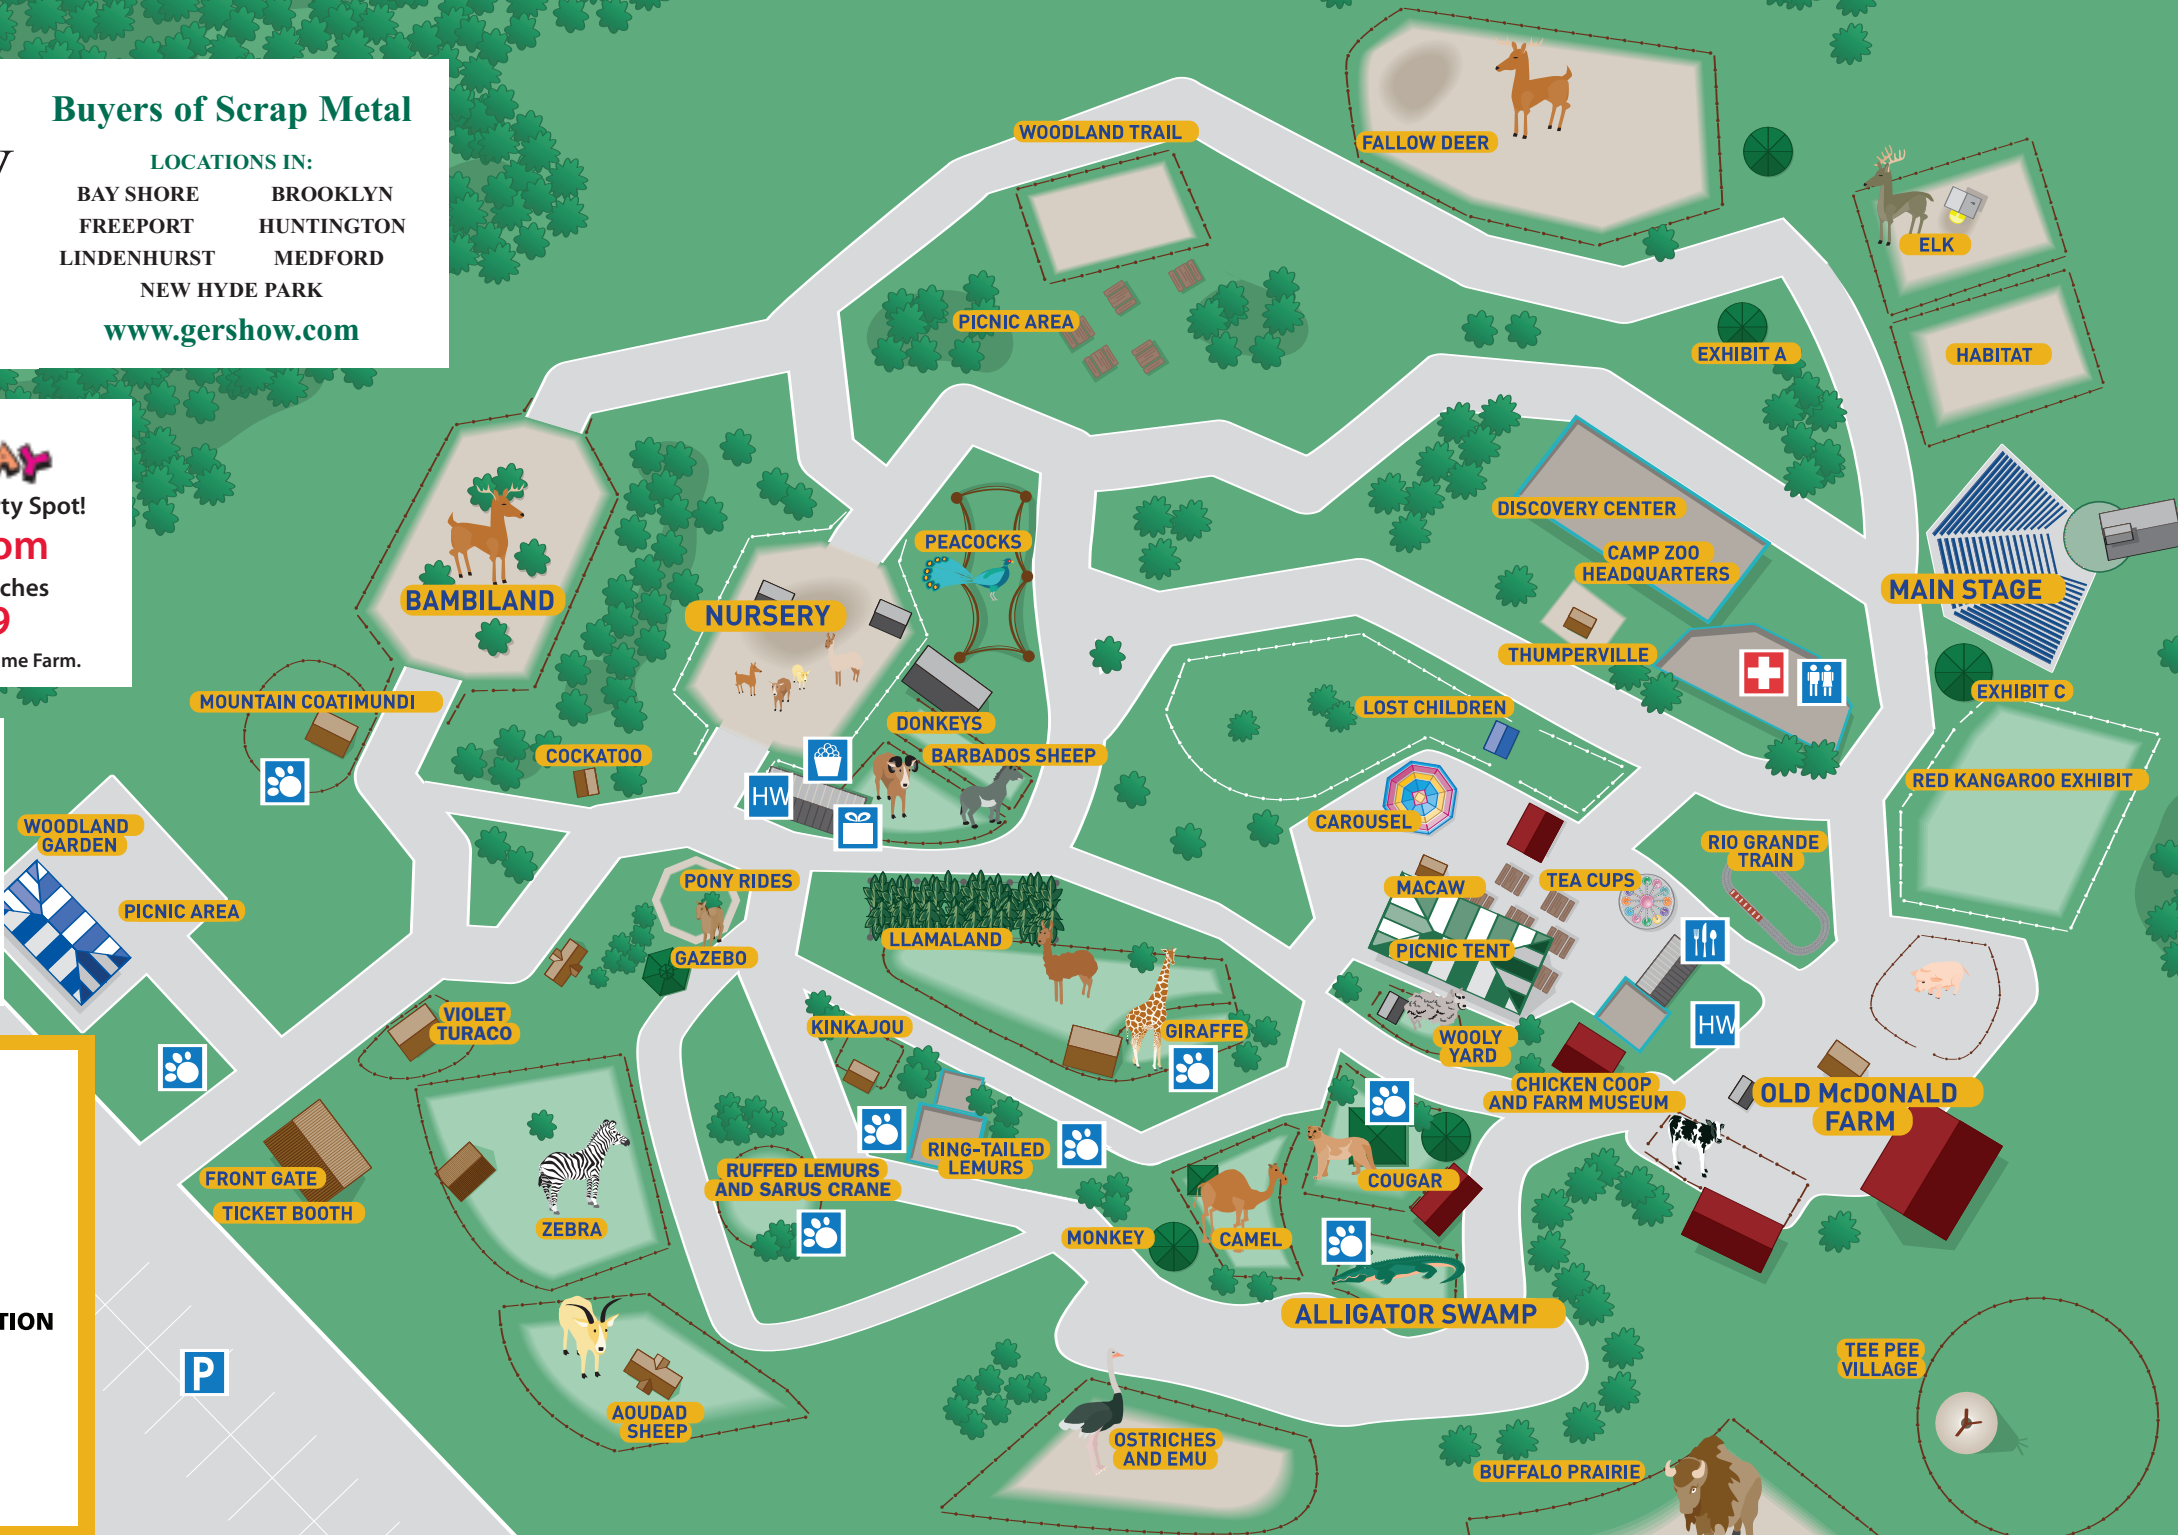 Buyers of Scrap Metal
LOCATIONS IN:
BAY SHORE BROOKLYN
FREEPORT HUNTINGTON
LINDENHURST MEDFORD
NEW HYDE PARK
www.gershow.com
y
AY
ty Spot!
om
ches
9
me Farm.
TION
WOODLAND TRAIL
FALLOW DEER
ELK
HABITAT
PICNIC AREA
EXHIBIT A
DISCOVERY CENTER
CAMP ZOO
HEADQUARTERS
MAIN STAGE
THUMPERVILLE
EXHIBIT C
RED KANGAROO EXHIBIT
PEACOCKS
BAMBILAND
NURSERY
MOUNTAIN COATIMUNDI
COCKATOO
DONKEYS
BARBADOS SHEEP
HW
LOST CHILDREN
CAROUSEL
WOODLAND
GARDEN
PICNIC AREA
PONY RIDES
GAZEBO
LLAMALAND
GIRAFFE
MACAW
TEA CUPS
PICNIC TENT
RIO GRANDE
TRAIN
WOOLY
YARD
HW
CHICKEN COOP
AND FARM MUSEUM
OLD McDONALD
FARM
VIOLET
TURACO
KINKAJOU
RING-TAILED
LEMURS
RUFFED LEMURS
AND SARUS CRANE
FRONT GATE
TICKET BOOTH
ZEBRA
MONKEY
CAMEL
COUGAR
ALLIGATOR SWAMP
P
AOUDAD
SHEEP
OSTRICHES
AND EMU
BUFFALO PRAIRIE
TEE PEE
VILLAGE